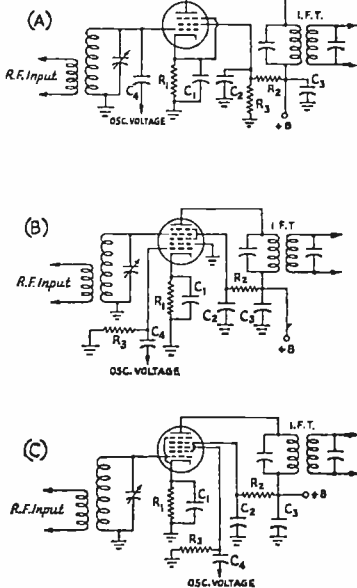 (A)
I.F.T.
R.F. Input
C4
R1
C1
C2
R2
R3
C3
+B
OSC. VOLTAGE
(B)
I.F.T
R.F. Input
R1
C1
R2
C2
C3
R3
C4
+B
OSC. VOLTAGE
(C)
I.F.T.
R.F. Input
R1
C1
R2
+B
C2
C3
R3
C4
OSC. VOLTAGE